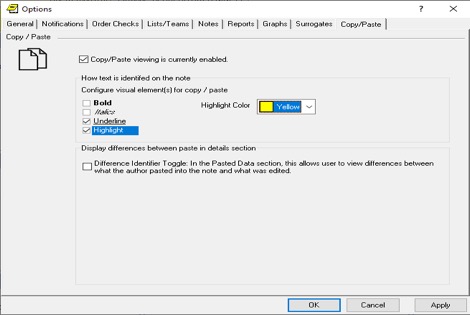 Options
?
General Notifications Order Checks Lists/Teams Notes Reports Graphs Surrogates Copy/Paste
Copy / Paste
Copy/Paste viewing is currently enabled.
How text is identifed on the note
Configure visual element(s) for copy / paste
Bold
Highlight Color Yellow
Italics
Underline
Highlight
Display differences between paste in details section
Difference Identifier Toggle: In the Pasted Data section, this allows user to view differences between
what the author pasted into the note and what was edited.
OK Cancel Apply